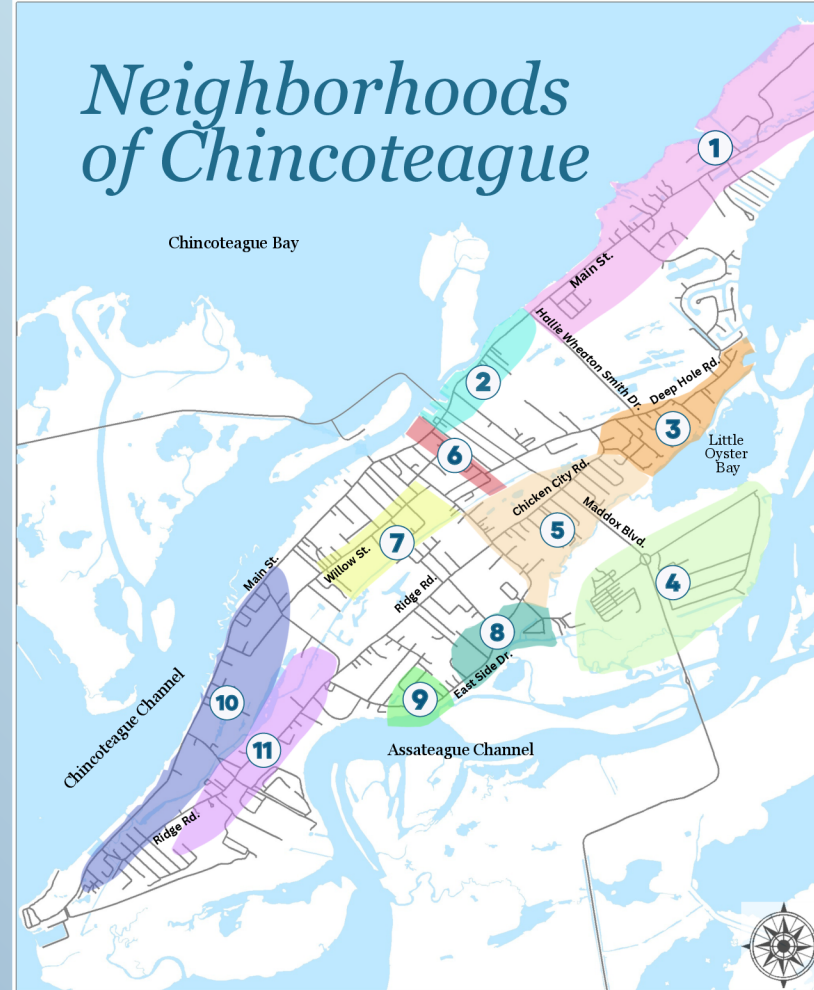 Neighborhoods
of Chincoteague
1
Chincoteague Bay
Main St.
Hallie Wheaton Smith Dr.
Deep Hole Rd.
2
3
Little
Oyster
Bay
6
Chicken City Rd.
Maddox Blvd.
5
7
Willow St.
Main St.
Ridge Rd.
4
8
East Side Dr.
9
10
Chincoteague Channel
11
Assateague Channel
Ridge Rd.